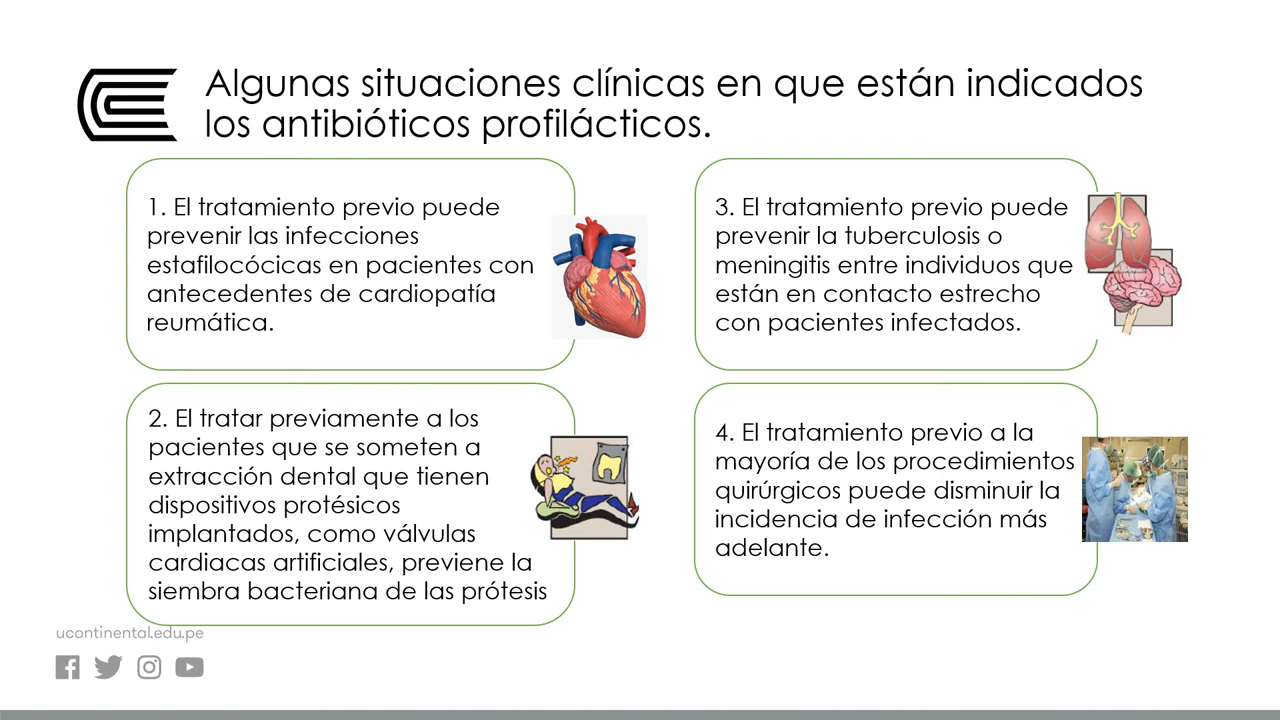 Algunas situaciones clínicas en que están indicados
los antibióticos profilácticos.
1. El tratamiento previo puede
prevenir las infecciones
estafilocócicas en pacientes con
antecedentes de cardiopatía
reumática.
2. El tratar previamente a los
pacientes que se someten a
extracción dental que tienen
dispositivos protésicos
implantados, como válvulas
cardiacas artificiales, previene la
siembra bacteriana de las prótesis
3. El tratamiento previo puede
prevenir la tuberculosis o
meningitis entre individuos que
están en contacto estrecho
con pacientes infectados.
4. El tratamiento previo a la
mayoría de los procedimientos
quirúrgicos puede disminuir la
incidencia de infección más
adelante.
ucontinental.edu.pe